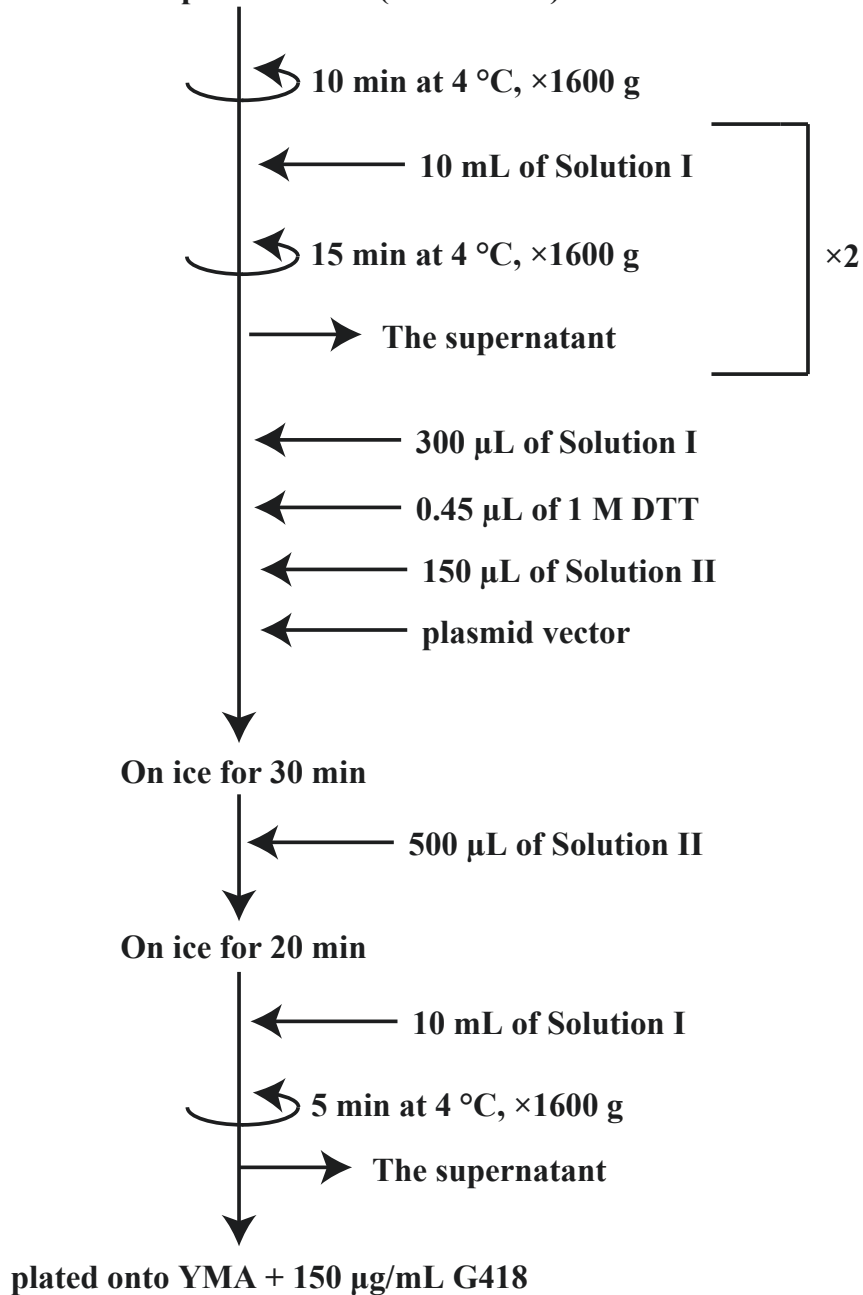 10 min at 4 °C, ×1600 g
10 mL of Solution I
15 min at 4 °C, ×1600 g
×2
The supernatant
300 μL of Solution I
0.45 μL of 1 M DTT
150 μL of Solution II
plasmid vector
On ice for 30 min
500 μL of Solution II
On ice for 20 min
10 mL of Solution I
5 min at 4 °C, ×1600 g
The supernatant
plated onto YMA + 150 μg/mL G418